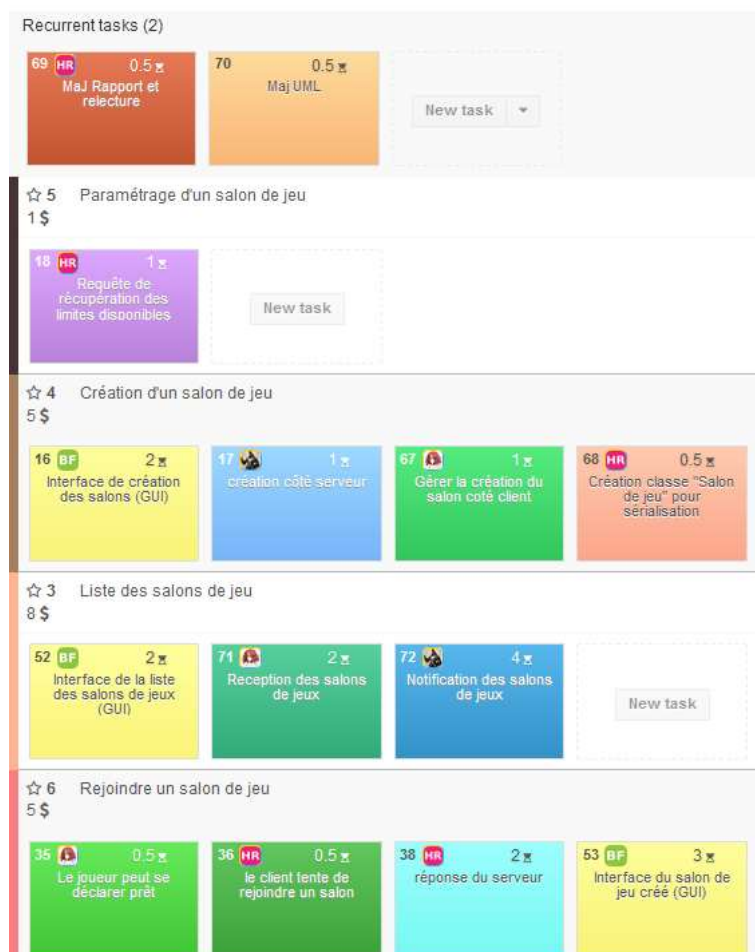 Recurrent tasks (2)
69 HR 0.5
MaJ Rapport et
relecture
70 0.5
Maj UML
New task
5 Paramétrage d'un salon de jeu
1 $
18 HR 1
Requête de
récupération des
limites disponibles
New task
4 Création d'un salon de jeu
5 $
16 BF 2
Interface de création
des salons (GUI)
17 1
création côté serveur
67 1
Gérer la création du
salon coté client
68 HR 0.5
Création classe "Salon
de jeu" pour
sérialisation
3 Liste des salons de jeu
8 $
52 BF 2
Interface de la liste
des salons de jeux
(GUI)
71 2
Reception des salons
de jeux
72 4
Notification des salons
de jeux
New task
6 Rejoindre un salon de jeu
5 $
35 0.5
Le joueur peut se
déclarer prêt
36 HR 0.5
le client tente de
rejoindre un salon
38 HR 2
réponse du serveur
53 BF 3
Interface du salon de
jeu créé (GUI)